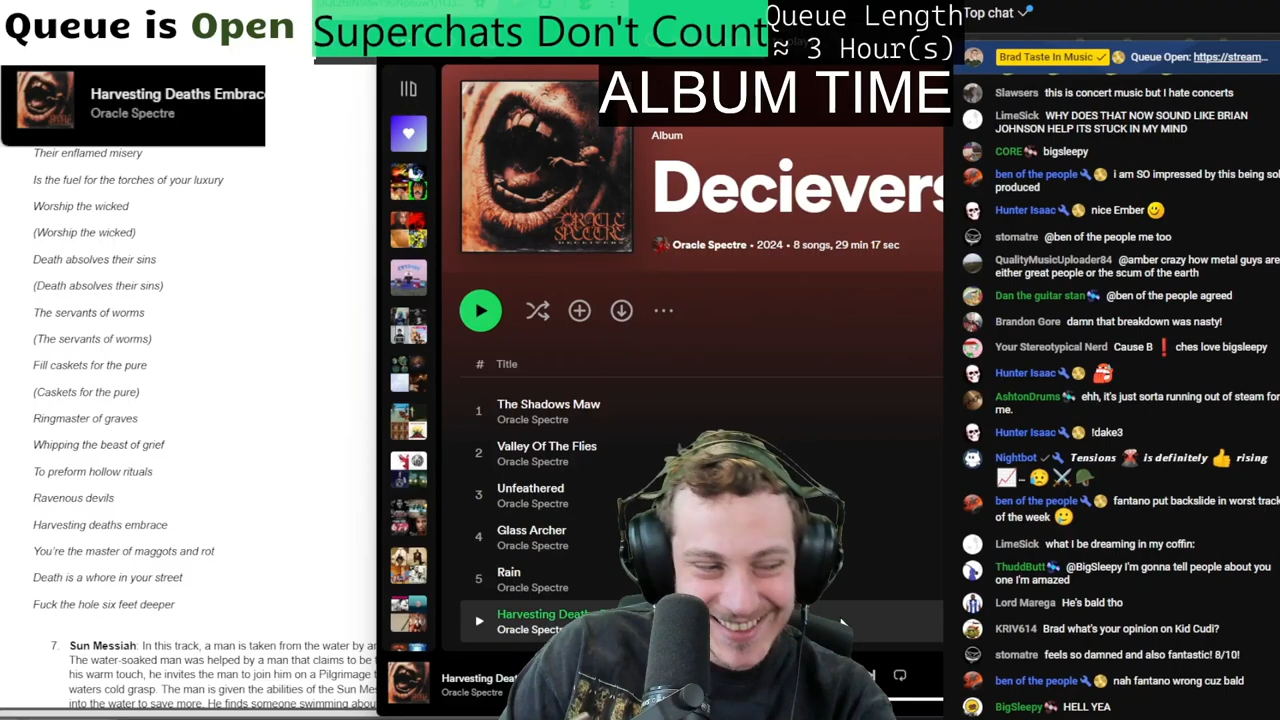 Queue is Open
Superchats Don't Count
Queue Length
≈ 3 Hour(s)
ALBUM TIME
Harvesting Deaths Embrac
Oracle Spectre
Their enflamed misery
Is the fuel for the torches of your luxury
Worship the wicked
(Worship the wicked)
Death absolves their sins
(Death absolves their sins)
The servants of worms
(The servants of worms)
Fill caskets for the pure
(Caskets for the pure)
Ringmaster of graves
Whipping the beast of grief
To preform hollow rituals
Ravenous devils
Harvesting deaths embrace
You're the master of maggots and rot
Death is a whore in your street
Fuck the hole six feet deeper
7. Sun Messiah: In this track, a man is taken from the water by an
The water-soaked man was helped by a man that claims to be t
his warm touch, he invites the man to join him on a Pilgrimage t
waters cold grasp. The man is given the abilities of the Sun Mes
into the water to save more. He finds someone swimming abou
Album
Decievers
Oracle Spectre • 2024 • 8 songs, 29 min 17 sec
ORACLE
SPECTRE
# Title
1 The Shadows Maw
Oracle Spectre
2 Valley Of The Flies
Oracle Spectre
3 Unfeathered
Oracle Spectre
4 Glass Archer
Oracle Spectre
5 Rain
Oracle Spectre
Harvesting Death
Oracle Spectre
Harvesting Dea
Oracle Spectre
Top chat
Brad Taste In Music Queue Open: https://stream...
Slawsers this is concert music but I hate concerts
LimeSick WHY DOES THAT NOW SOUND LIKE BRIAN
JOHNSON HELP ITS STUCK IN MY MIND
CORE bigsleepy
ben of the people i am SO impressed by this being sol
produced
Hunter Isaac nice Ember
stomatre @ben of the people me too
QualityMusicUploader84 @amber crazy how metal guys are
either great people or the scum of the earth
Dan the guitar stan @ben of the people agreed
Brandon Gore damn that breakdown was nasty!
Your Stereotypical Nerd Cause B❗ches love bigsleepy
Hunter Isaac
AshtonDrums ehh, it's just sorta running out of steam for
me.
Hunter Isaac !dake3
Nightbot Tensions 🌋 is definitely 👍 rising
📈... 😥 ⚔
ben of the people fantano put backslide in worst track
of the week 🥲
LimeSick what I be dreaming in my coffin:
ThuddButt @BigSleepy I'm gonna tell people about you
one I'm amazed
Lord Marega He's bald tho
KRIV614 Brad what's your opinion on Kid Cudi?
stomatre feels so damned and also fantastic! 8/10!
ben of the people nah fantano wrong cuz bald
BigSleepy HELL YEA